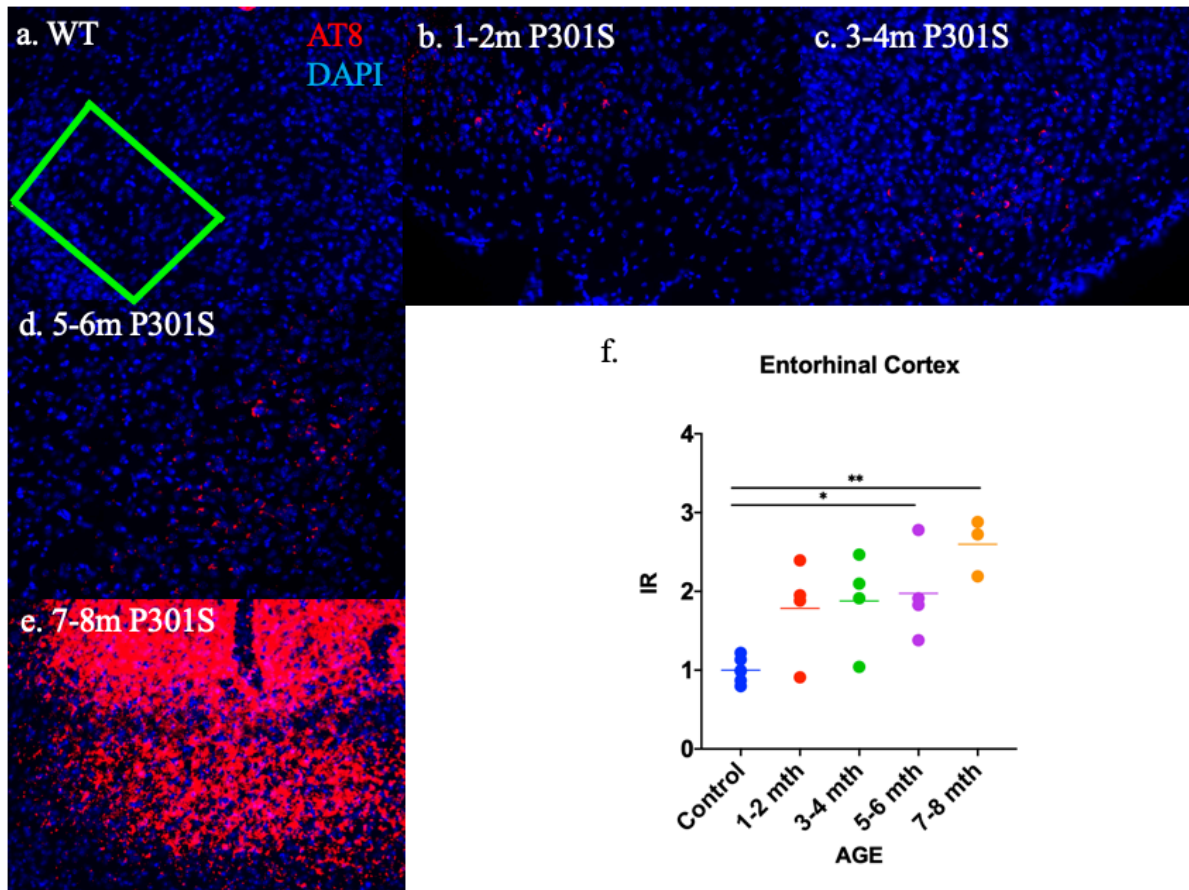 a. WT
AT8
DAPI
b. 1-2m P301S
c. 3-4m P301S
d. 5-6m P301S
e. 7-8m P301S
f.
Entorhinal Cortex
4
3
2
1
0
IR
**
*
Control
1-2 mth
3-4 mth
5-6 mth
7-8 mth
AGE